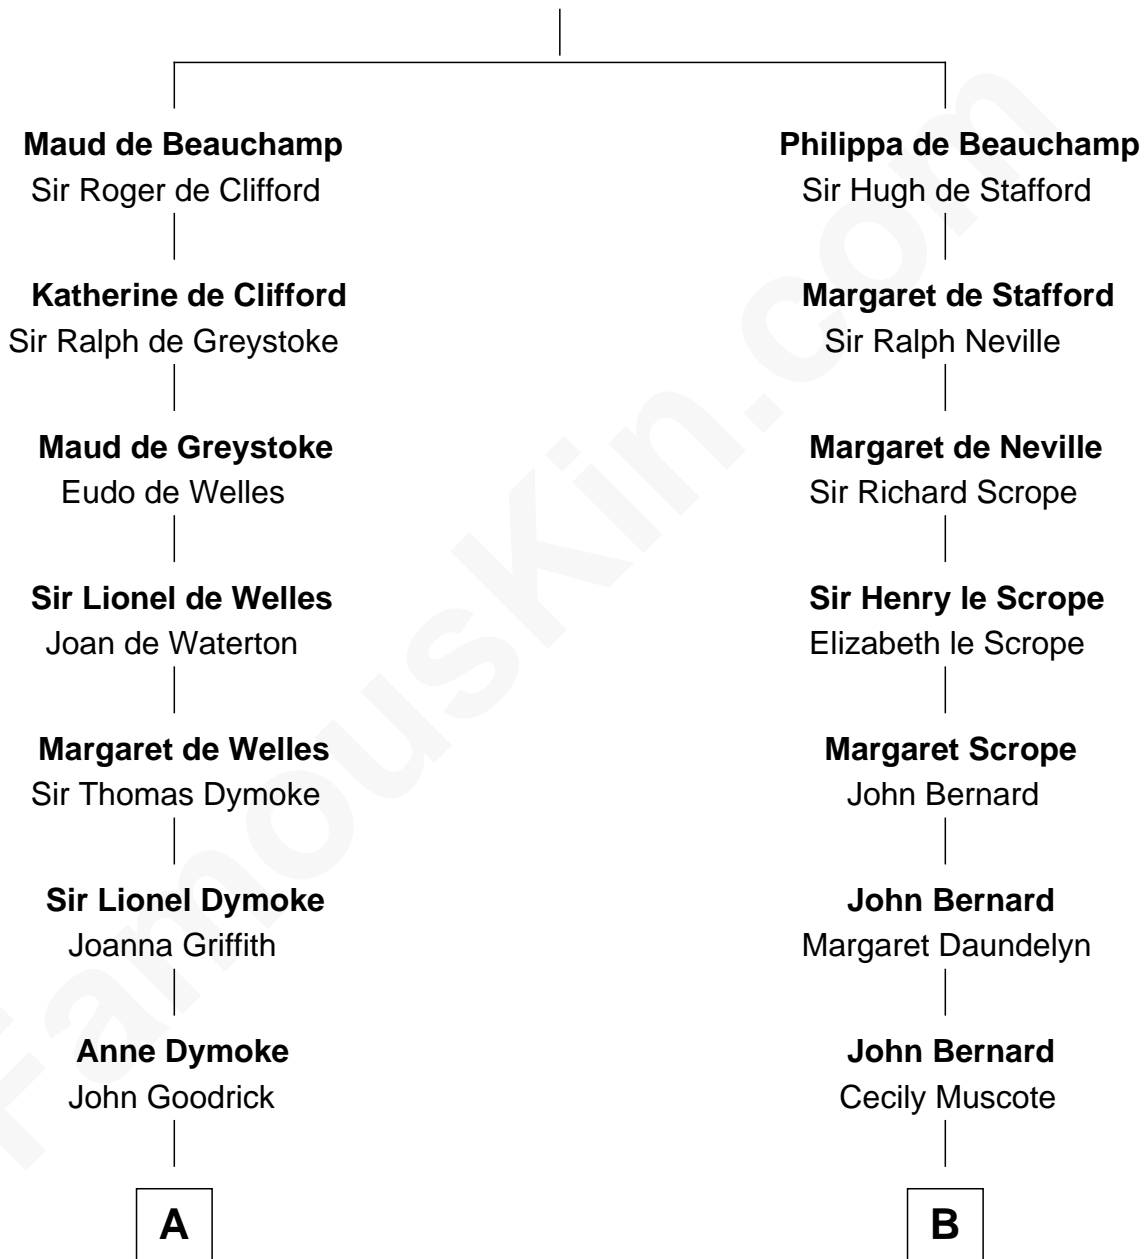 Maud de Beauchamp
Sir Roger de Clifford
Katherine de Clifford
Sir Ralph de Greystoke
Maud de Greystoke
Eudo de Welles
Sir Lionel de Welles
Joan de Waterton
Margaret de Welles
Sir Thomas Dymoke
Sir Lionel Dymoke
Joanna Griffith
Anne Dymoke
John Goodrick
A
Philippa de Beauchamp
Sir Hugh de Stafford
Margaret de Stafford
Sir Ralph Neville
Margaret de Neville
Sir Richard Scrope
Sir Henry le Scrope
Elizabeth le Scrope
Margaret Scrope
John Bernard
John Bernard
Margaret Daundelyn
John Bernard
Cecily Muscote
B
FamousKin.com